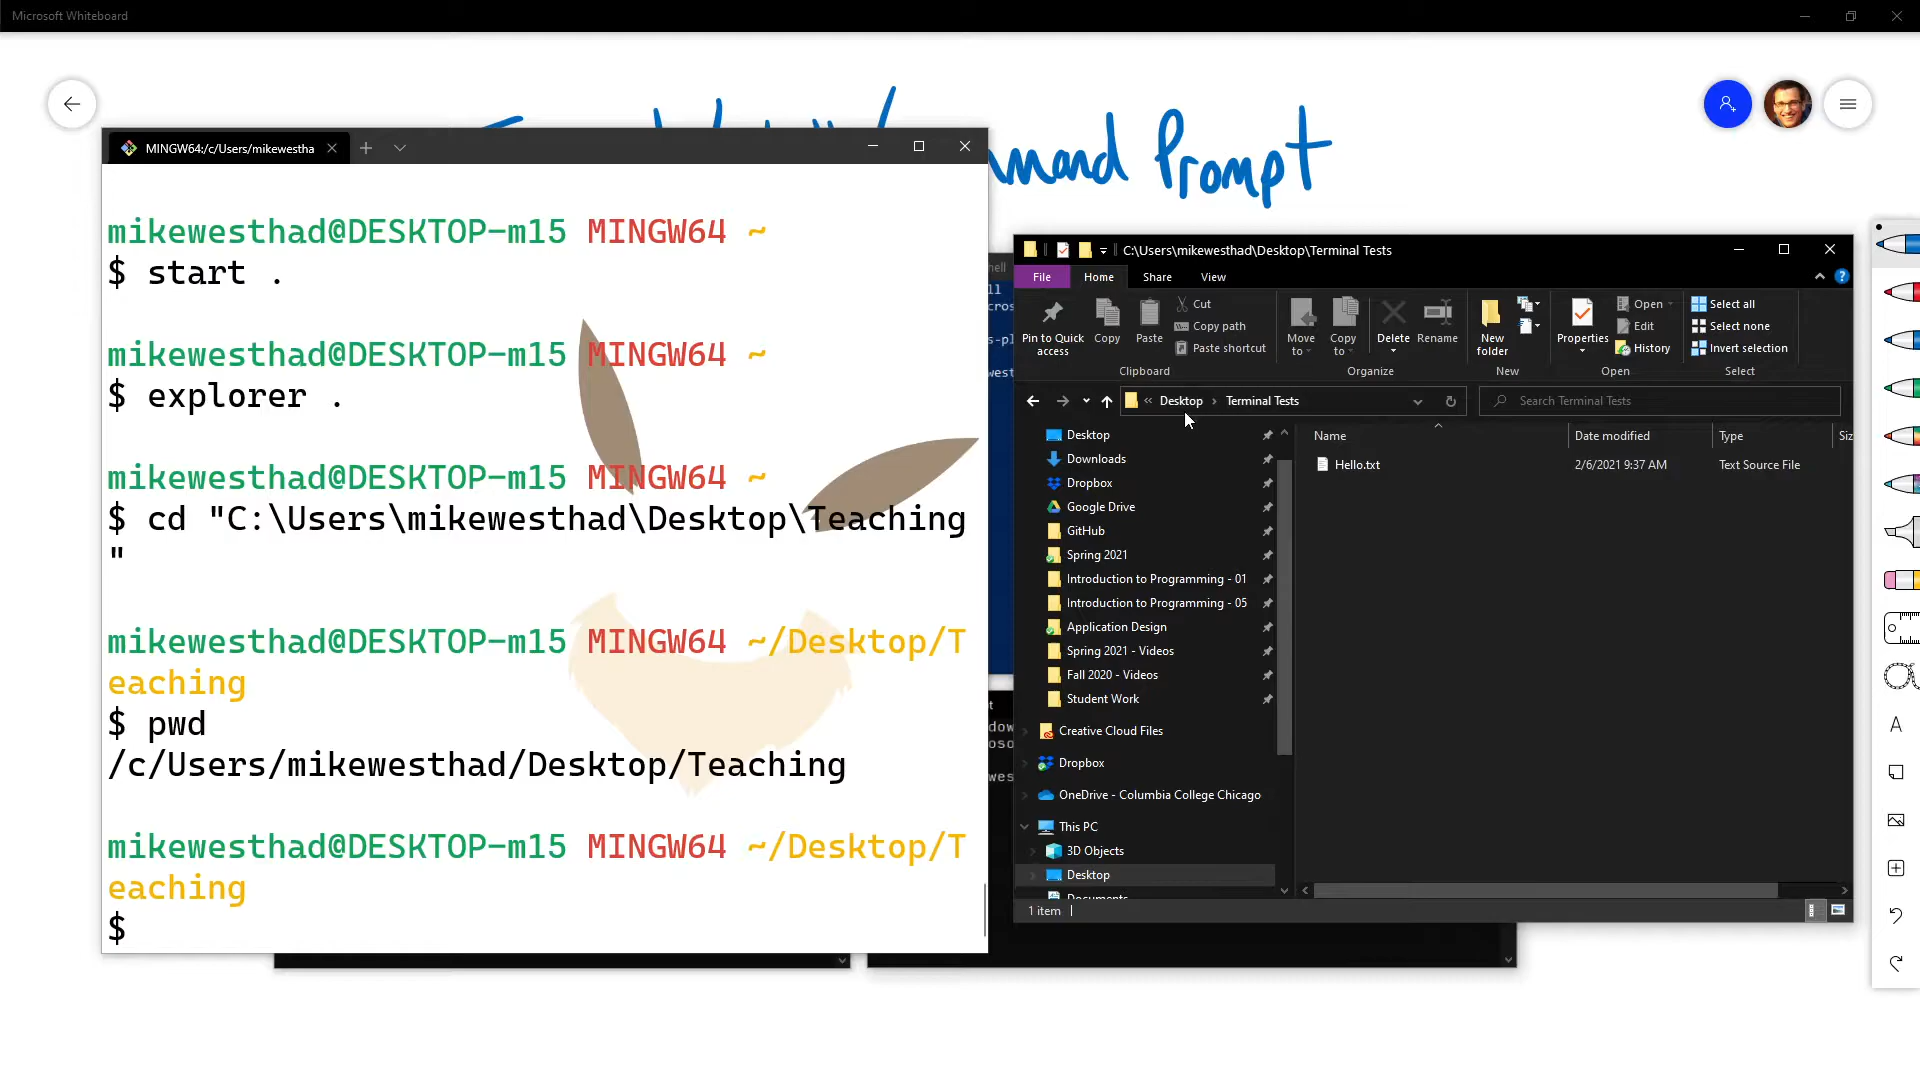 Microsoft Whiteboard
mmand Prompt
MINGW64:/c/Users/mikewestha
mikewesthad@DESKTOP-m15 MINGW64 ~
$ start .
mikewesthad@DESKTOP-m15 MINGW64 ~
$ explorer .
mikewesthad@DESKTOP-m15 MINGW64 ~
$ cd "C:\Users\mikewesthad\Desktop\Teaching
"
mikewesthad@DESKTOP-m15 MINGW64 ~/Desktop/T
eaching
$ pwd
/c/Users/mikewesthad/Desktop/Teaching
mikewesthad@DESKTOP-m15 MINGW64 ~/Desktop/T
eaching
$
C:\Users\mikewesthad\Desktop\Terminal Tests
File Home Share View
Pin to Quick access
Copy
Paste
Cut
Copy path
Paste shortcut
Clipboard
Move to
Copy to
Delete
Rename
Organize
New folder
New
Properties
Open
Edit
History
Open
Select all
Select none
Invert selection
Select
« Desktop › Terminal Tests
Search Terminal Tests
Desktop
Downloads
Dropbox
Google Drive
GitHub
Spring 2021
Introduction to Programming - 01
Introduction to Programming - 05
Application Design
Spring 2021 - Videos
Fall 2020 - Videos
Student Work
Creative Cloud Files
Dropbox
OneDrive - Columbia College Chicago
This PC
3D Objects
Desktop
Documents
Name Date modified Type Siz
Hello.txt 2/6/2021 9:37 AM Text Source File
1 item